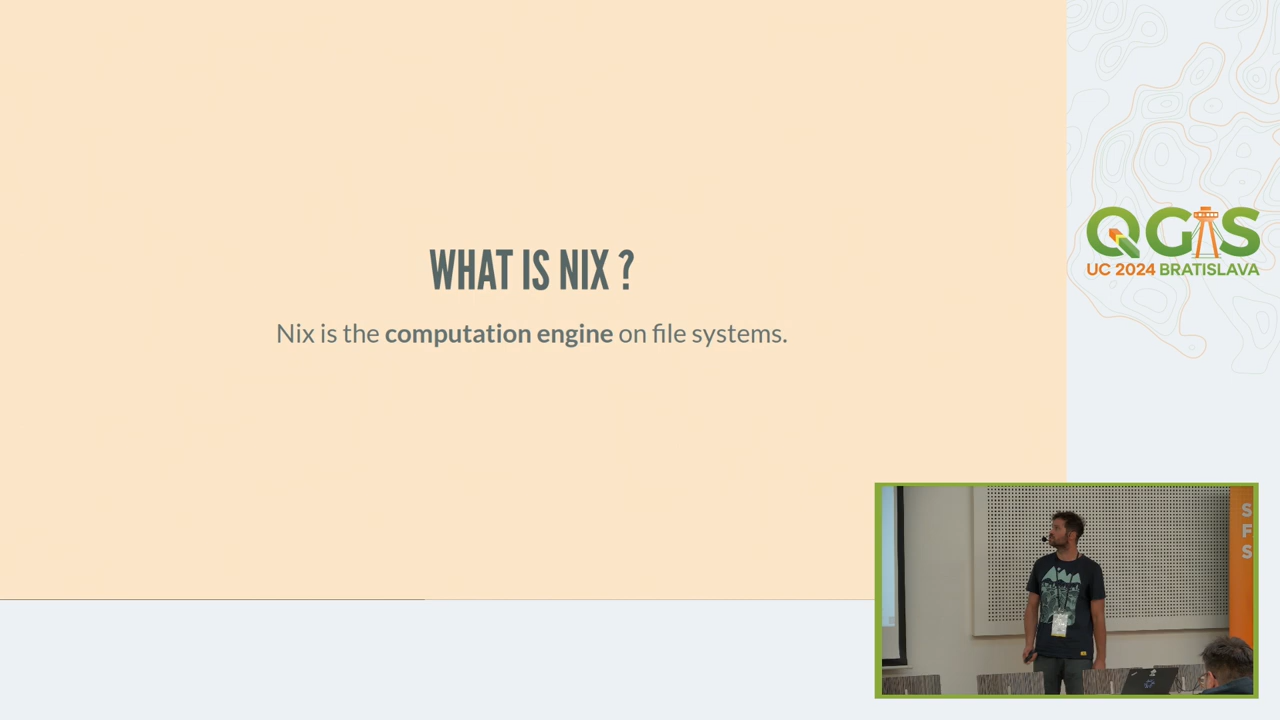 WHAT IS NIX ?
Nix is the computation engine on file systems.
QGIS
UC 2024 BRATISLAVA
S
F
S